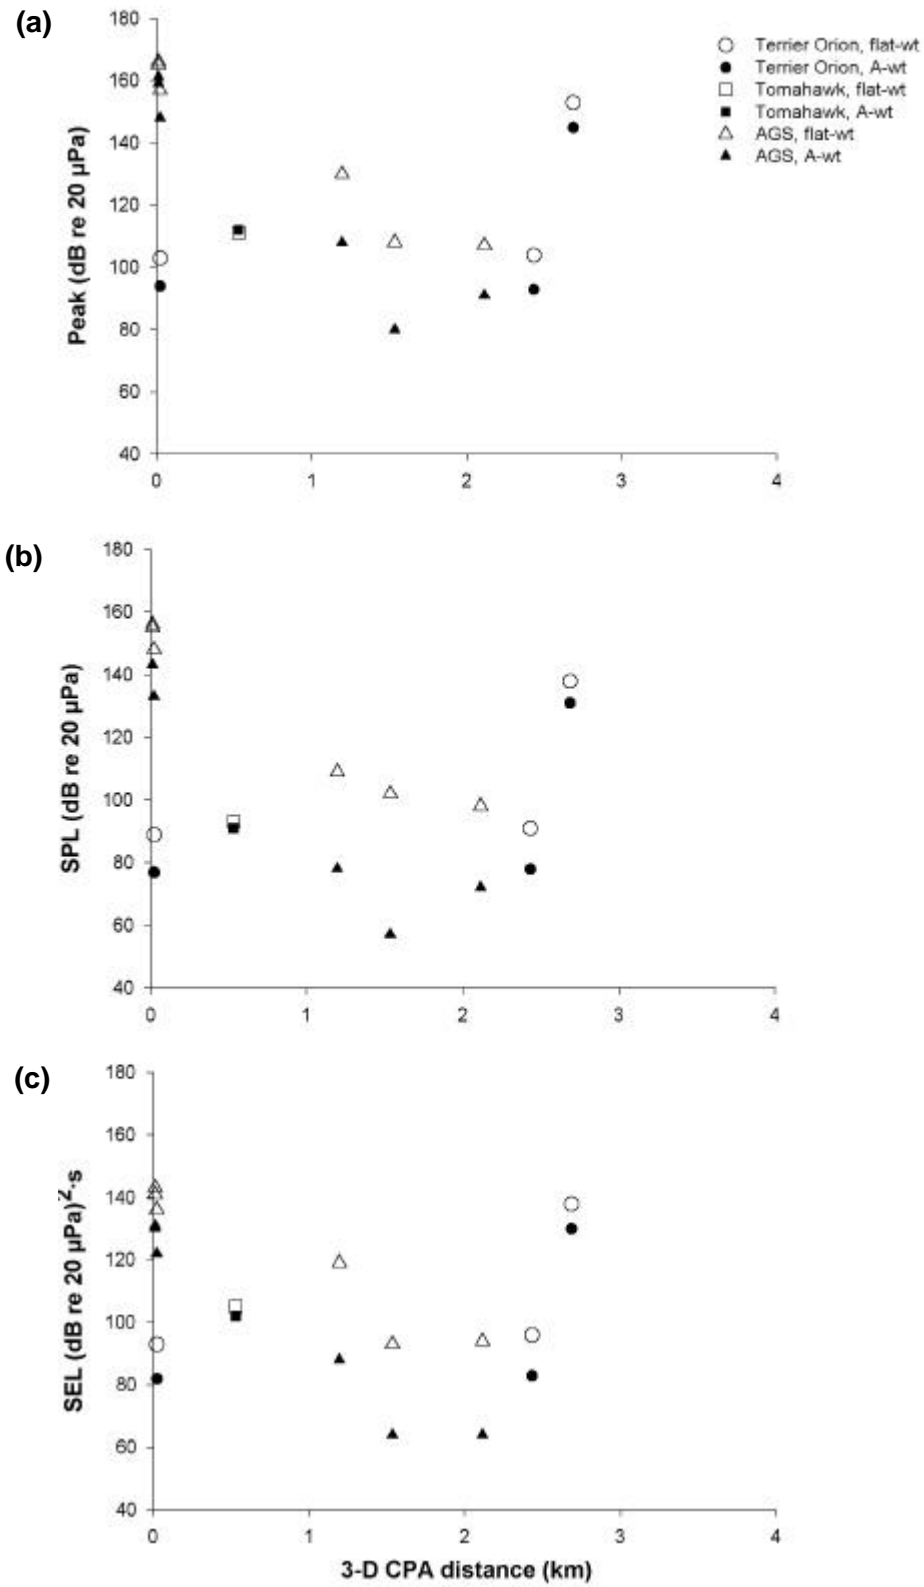 (a)
180
160
140
120
100
80
60
40
Peak (dB re 20 µPa)
0 1 2 3 4
Terrier Orion, flat-wt
Terrier Orion, A-wt
Tomahawk, flat-wt
Tomahawk, A-wt
AGS, flat-wt
AGS, A-wt
(b)
180
160
140
120
100
80
60
40
SPL (dB re 20 µPa)
0 1 2 3 4
(c)
180
160
140
120
100
80
60
40
SEL (dB re 20 µPa)²·s
0 1 2 3 4
3-D CPA distance (km)